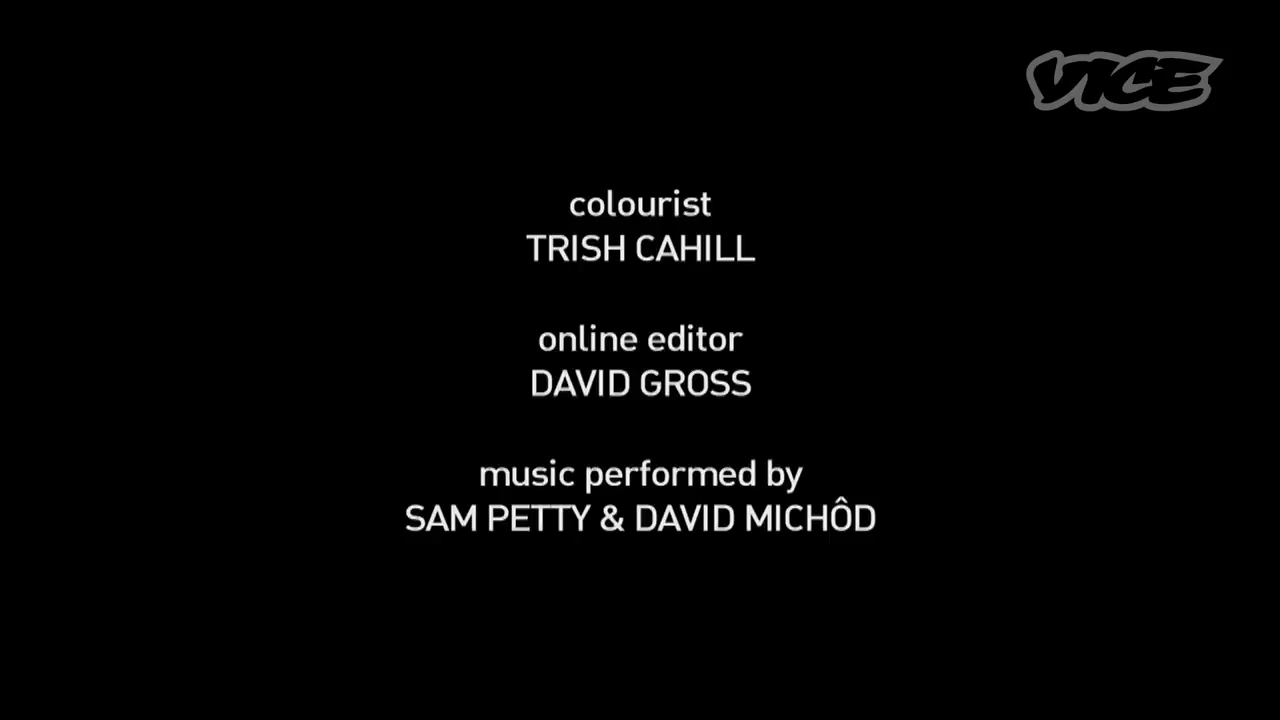 VICE
colourist
TRISH CAHILL
online editor
DAVID GROSS
music performed by
SAM PETTY & DAVID MICHÔD